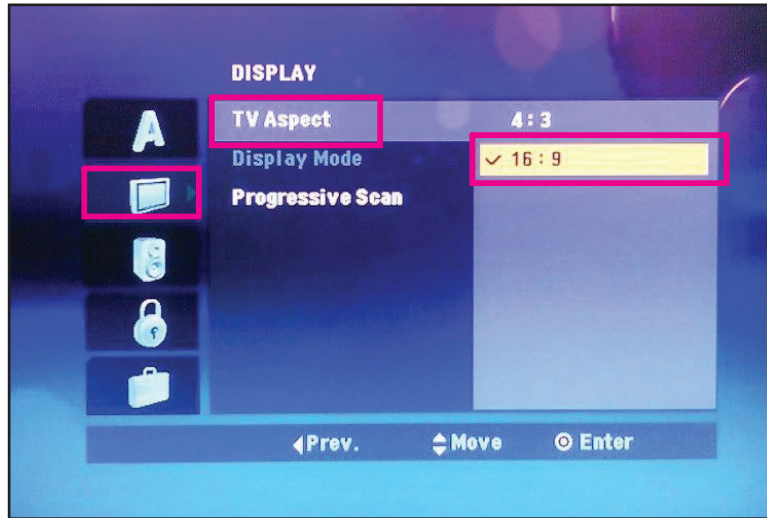 DISPLAY
A
TV Aspect 4:3
Display Mode ✓ 16:9
Progressive Scan
Prev. Move Enter